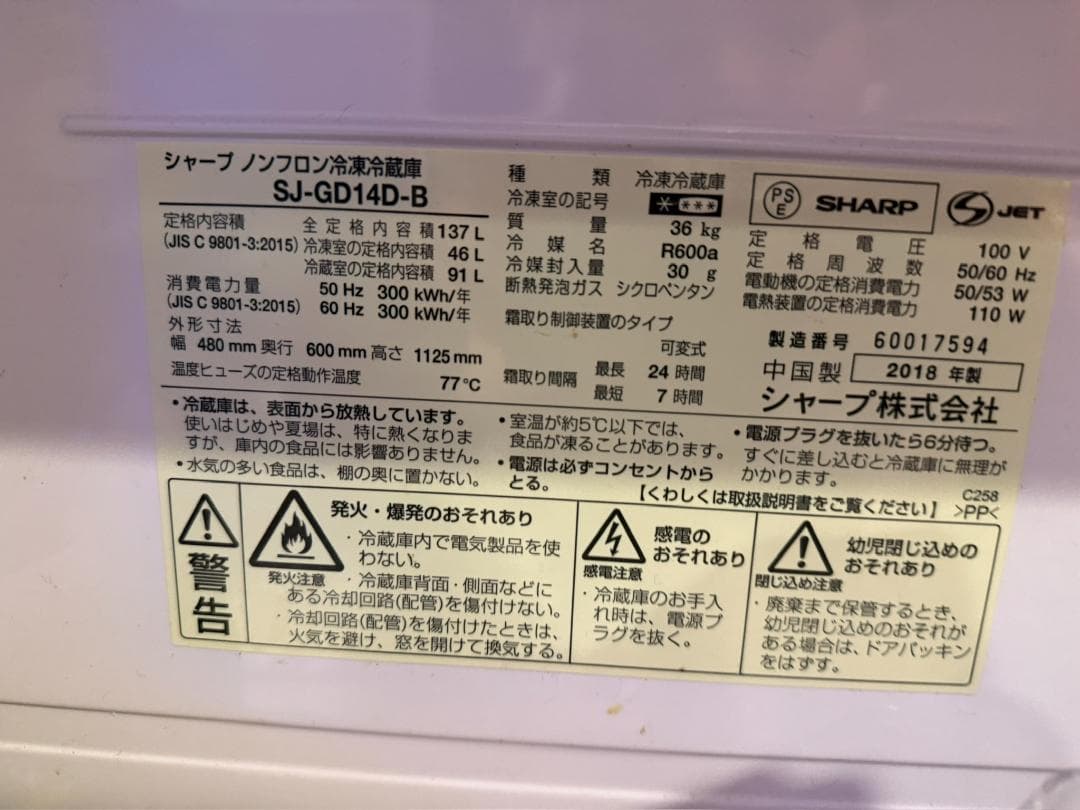 シャープ ノンフロン冷凍冷蔵庫
SJ-GD14D-B
定格内容積
(JIS C 9801-3:2015)
全定格内容積 137 L
冷凍室の定格内容積 46 L
冷蔵室の定格内容積 91 L
消費電力量
(JIS C 9801-3:2015)
50 Hz 300 kWh/年
60 Hz 300 kWh/年
外形寸法
幅 480 mm 奥行 600 mm 高さ 1125 mm
温度ヒューズの定格動作温度 77℃
種類 冷凍冷蔵庫
冷凍室の記号 ****
質量 36 kg
冷媒名 R600a
冷媒封入量 30 g
断熱発泡ガス シクロペンタン
霜取り制御装置のタイプ
可変式
霜取り間隔
最長 24 時間
最短 7 時間
PS
E
SHARP
S JET
定格電圧 100 V
定格周波数 50/60 Hz
電動機の定格消費電力 50/53 W
電熱装置の定格消費電力 110 W
製造番号 60017594
中国製 2018 年製
シャープ株式会社
・冷蔵庫は、表面から放熱しています。
使いはじめや夏場は、特に熱くなりま
すが、庫内の食品には影響ありません。
・水気の多い食品は、棚の奥に置かない。
・室温が約5℃以下では、
食品が凍ることがあります。
・電源は必ずコンセントから
とる。
・電源プラグを抜いたら6分待つ。
すぐに差し込むと冷蔵庫に無理が
かかります。
【くわしくは取扱説明書をご覧ください】
C258
>PP<
警告
発火・爆発のおそれあり
発火注意
・冷蔵庫内で電気製品を使
わない。
・冷蔵庫背面・側面などに
ある冷却回路(配管)を傷付けない。
・冷却回路(配管)を傷付けたときは、
火気を避け、窓を開けて換気する。
感電の
おそれあり
感電注意
・冷蔵庫のお手入
れ時は、電源プ
ラグを抜く。
幼児閉じ込めの
おそれあり
閉じ込め注意
・廃棄まで保管するとき、
幼児閉じ込めのおそれが
ある場合は、ドアパッキン
をはずす。